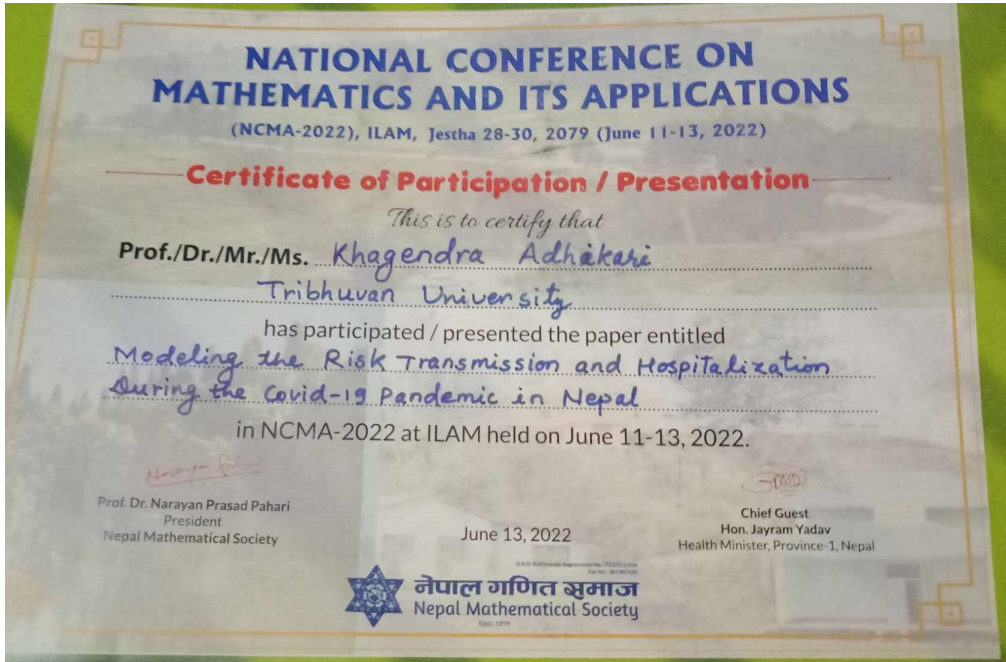 NATIONAL CONFERENCE ON
MATHEMATICS AND ITS APPLICATIONS
(NCMA-2022), ILAM, Jestha 28-30, 2079 (June 11-13, 2022)
Certificate of Participation / Presentation
This is to certify that
Prof./Dr./Mr./Ms. Khagendra Adhikari
Tribhuvan University
has participated / presented the paper entitled
Modeling the Risk Transmission and Hospitalization
During the Covid-19 Pandemic in Nepal
in NCMA-2022 at ILAM held on June 11-13, 2022.
Prof. Dr. Narayan Prasad Pahari
President
Nepal Mathematical Society
June 13, 2022
Chief Guest
Hon. Jayram Yadav
Health Minister, Province-1, Nepal
नेपाल गणित समाज
Nepal Mathematical Society
Estd.: 1979